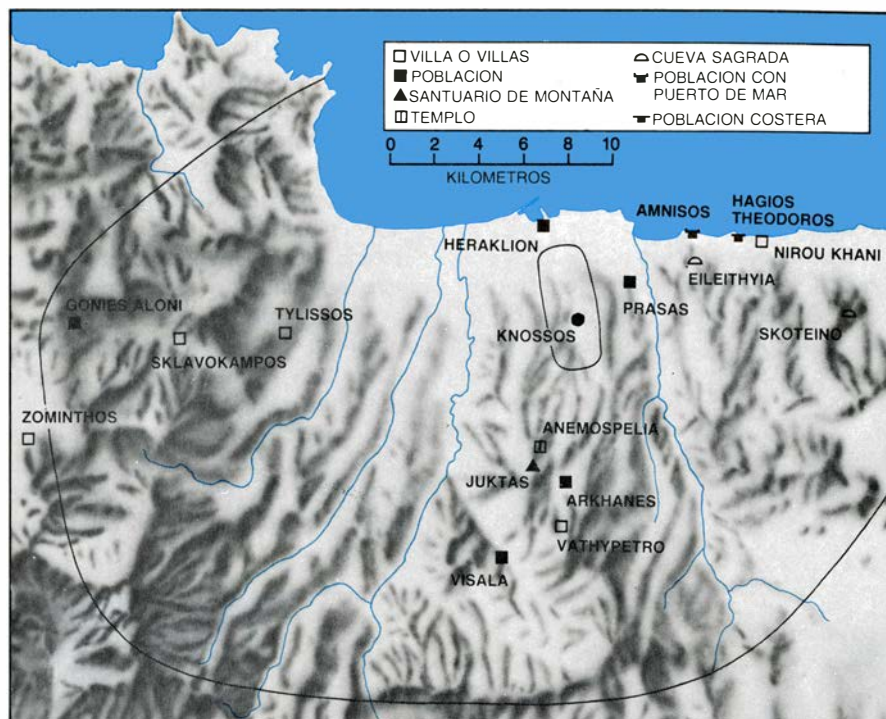 VILLA O VILLAS
POBLACION
SANTUARIO DE MONTAÑA
TEMPLO
CUEVA SAGRADA
POBLACION CON
PUERTO DE MAR
POBLACION COSTERA
0 2 4 6 8 10
KILOMETROS
AMNISOS
HAGIOS
THEODOROS
HERAKLION
NIROU KHANI
EILEITHYIA
PRASAS
GONIES ALONI
TYLISSOS
KNOSSOS
SKOTEINO
SKLAVOKAMPOS
ZOMINTHOS
ANEMOSPELIA
JUKTAS
ARKHANES
VATHYPETRO
VISALA